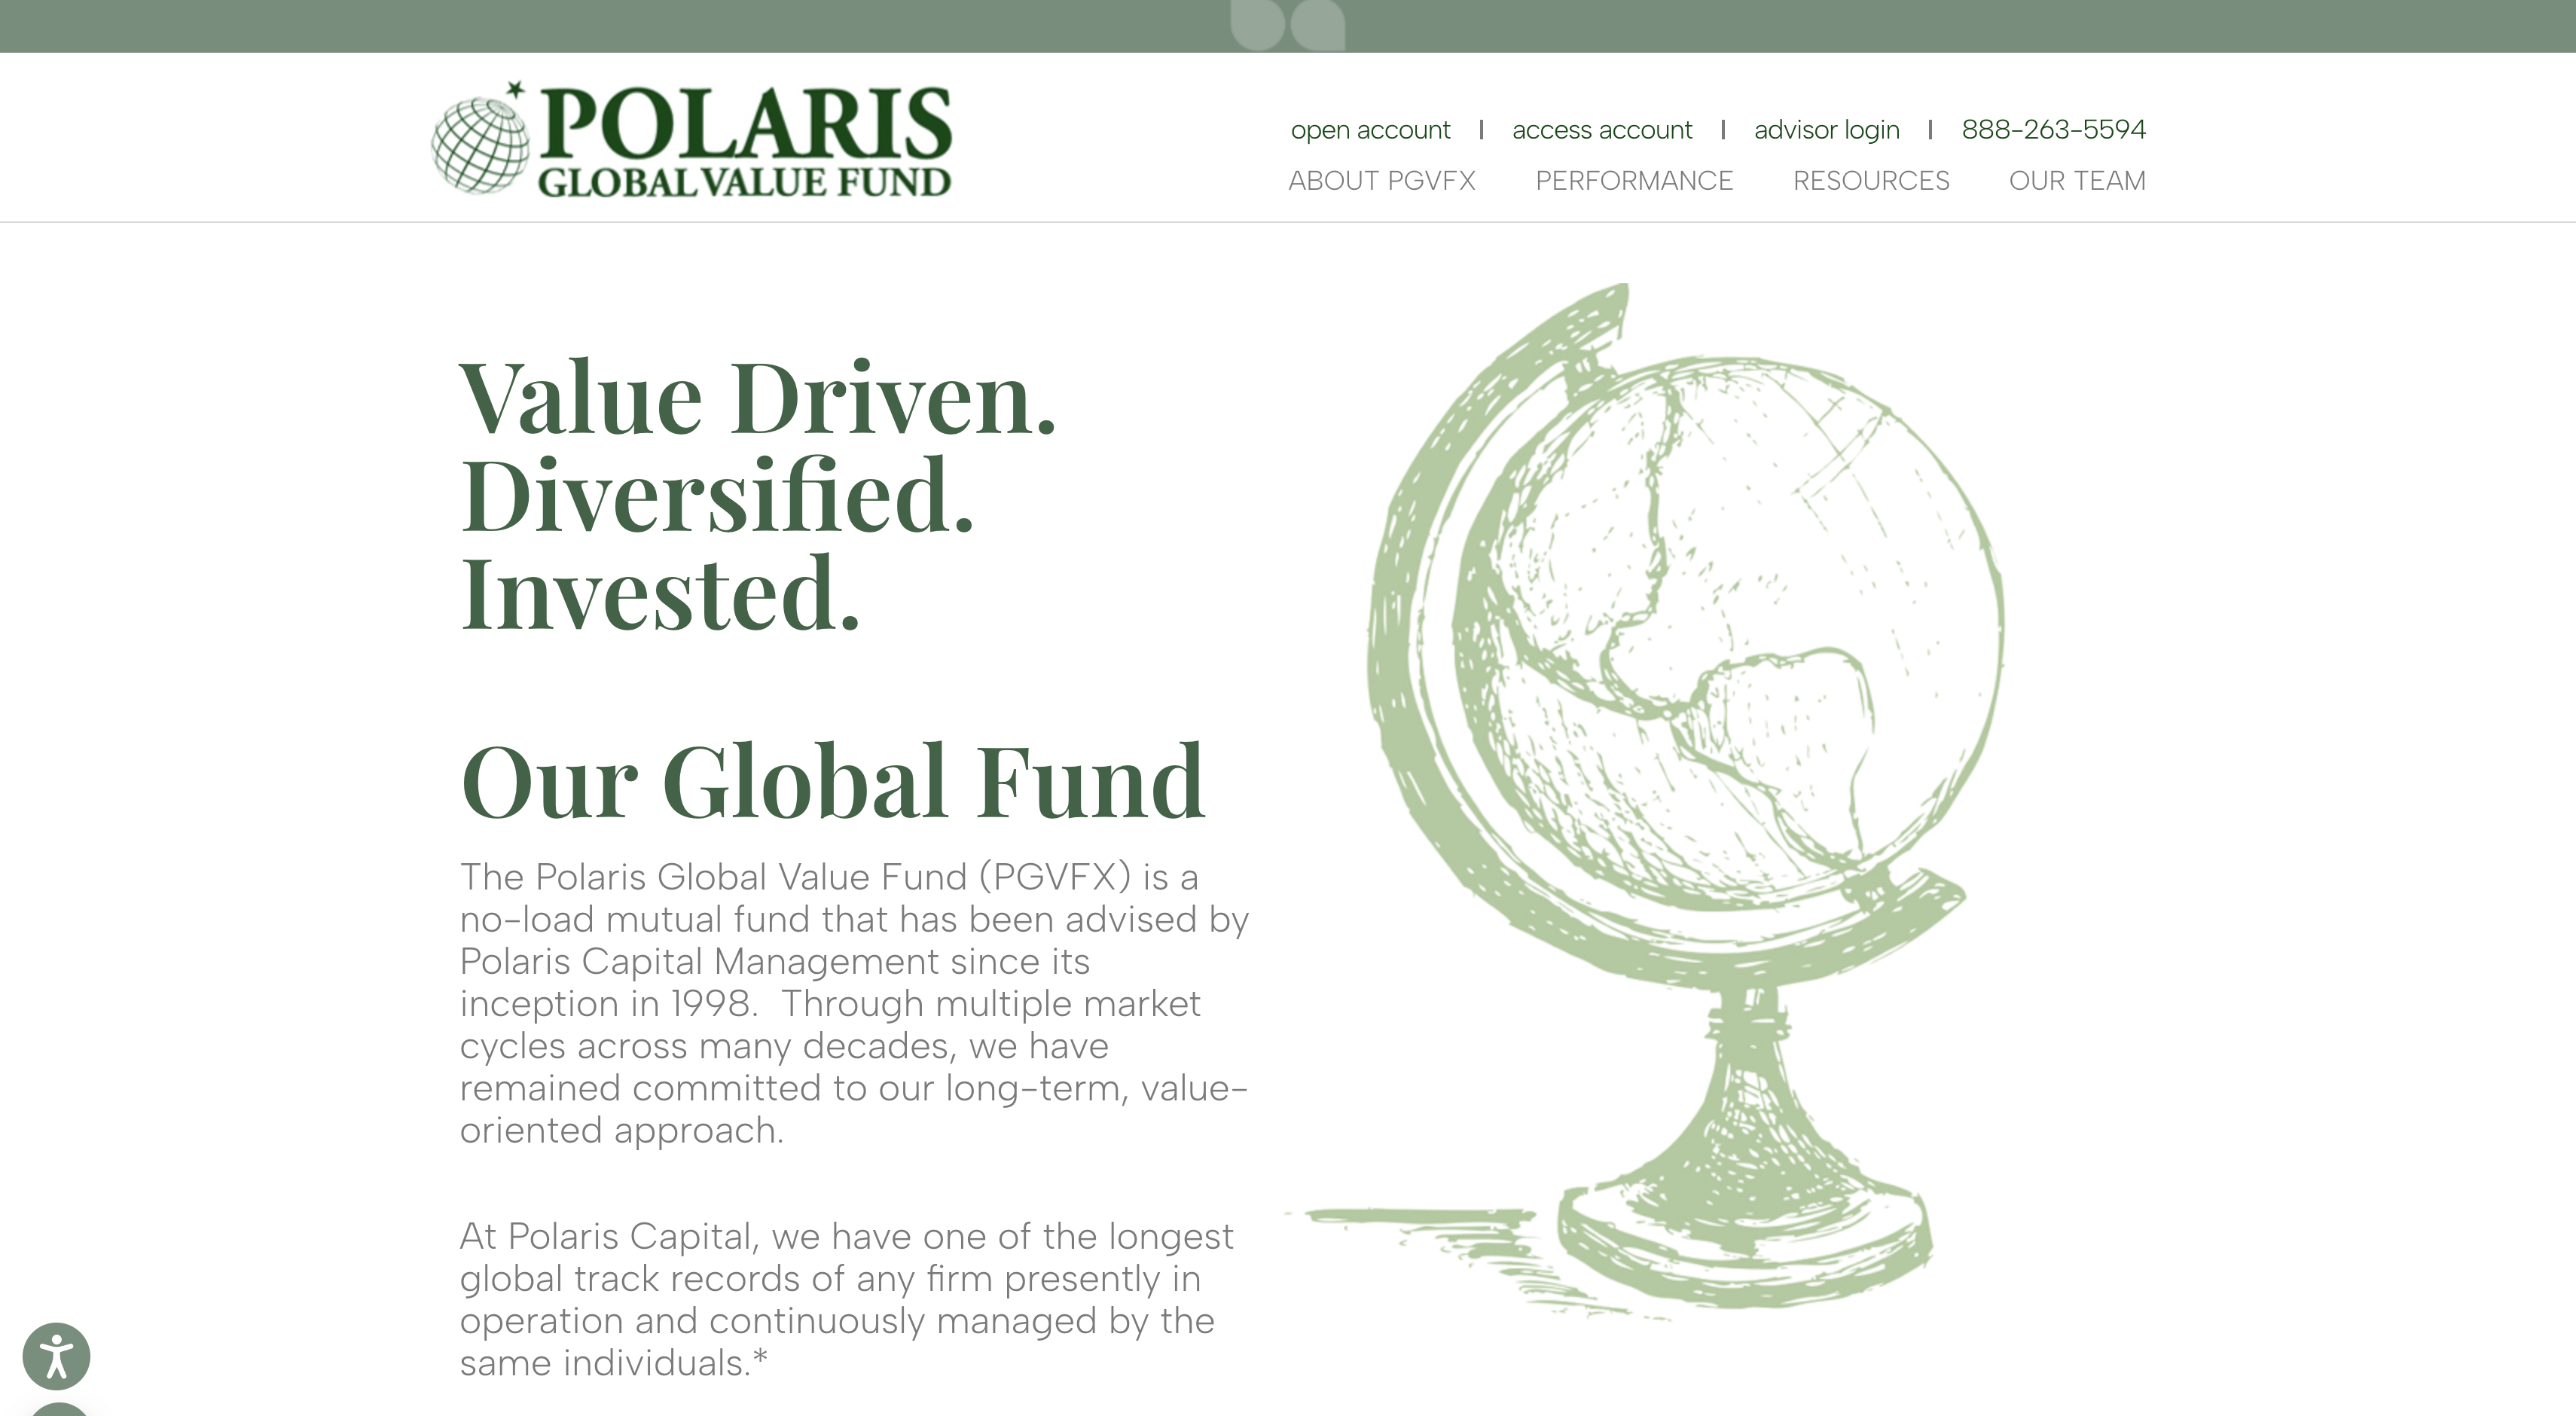 POLARIS
GLOBAL VALUE FUND
open account | access account | advisor login | 888-263-5594
ABOUT PGVFX PERFORMANCE RESOURCES OUR TEAM
Value Driven.
Diversified.
Invested.
Our Global Fund
The Polaris Global Value Fund (PGVFX) is a
no-load mutual fund that has been advised by
Polaris Capital Management since its
inception in 1998.  Through multiple market
cycles across many decades, we have
remained committed to our long-term, value-
oriented approach.
At Polaris Capital, we have one of the longest
global track records of any firm presently in
operation and continuously managed by the
same individuals.*